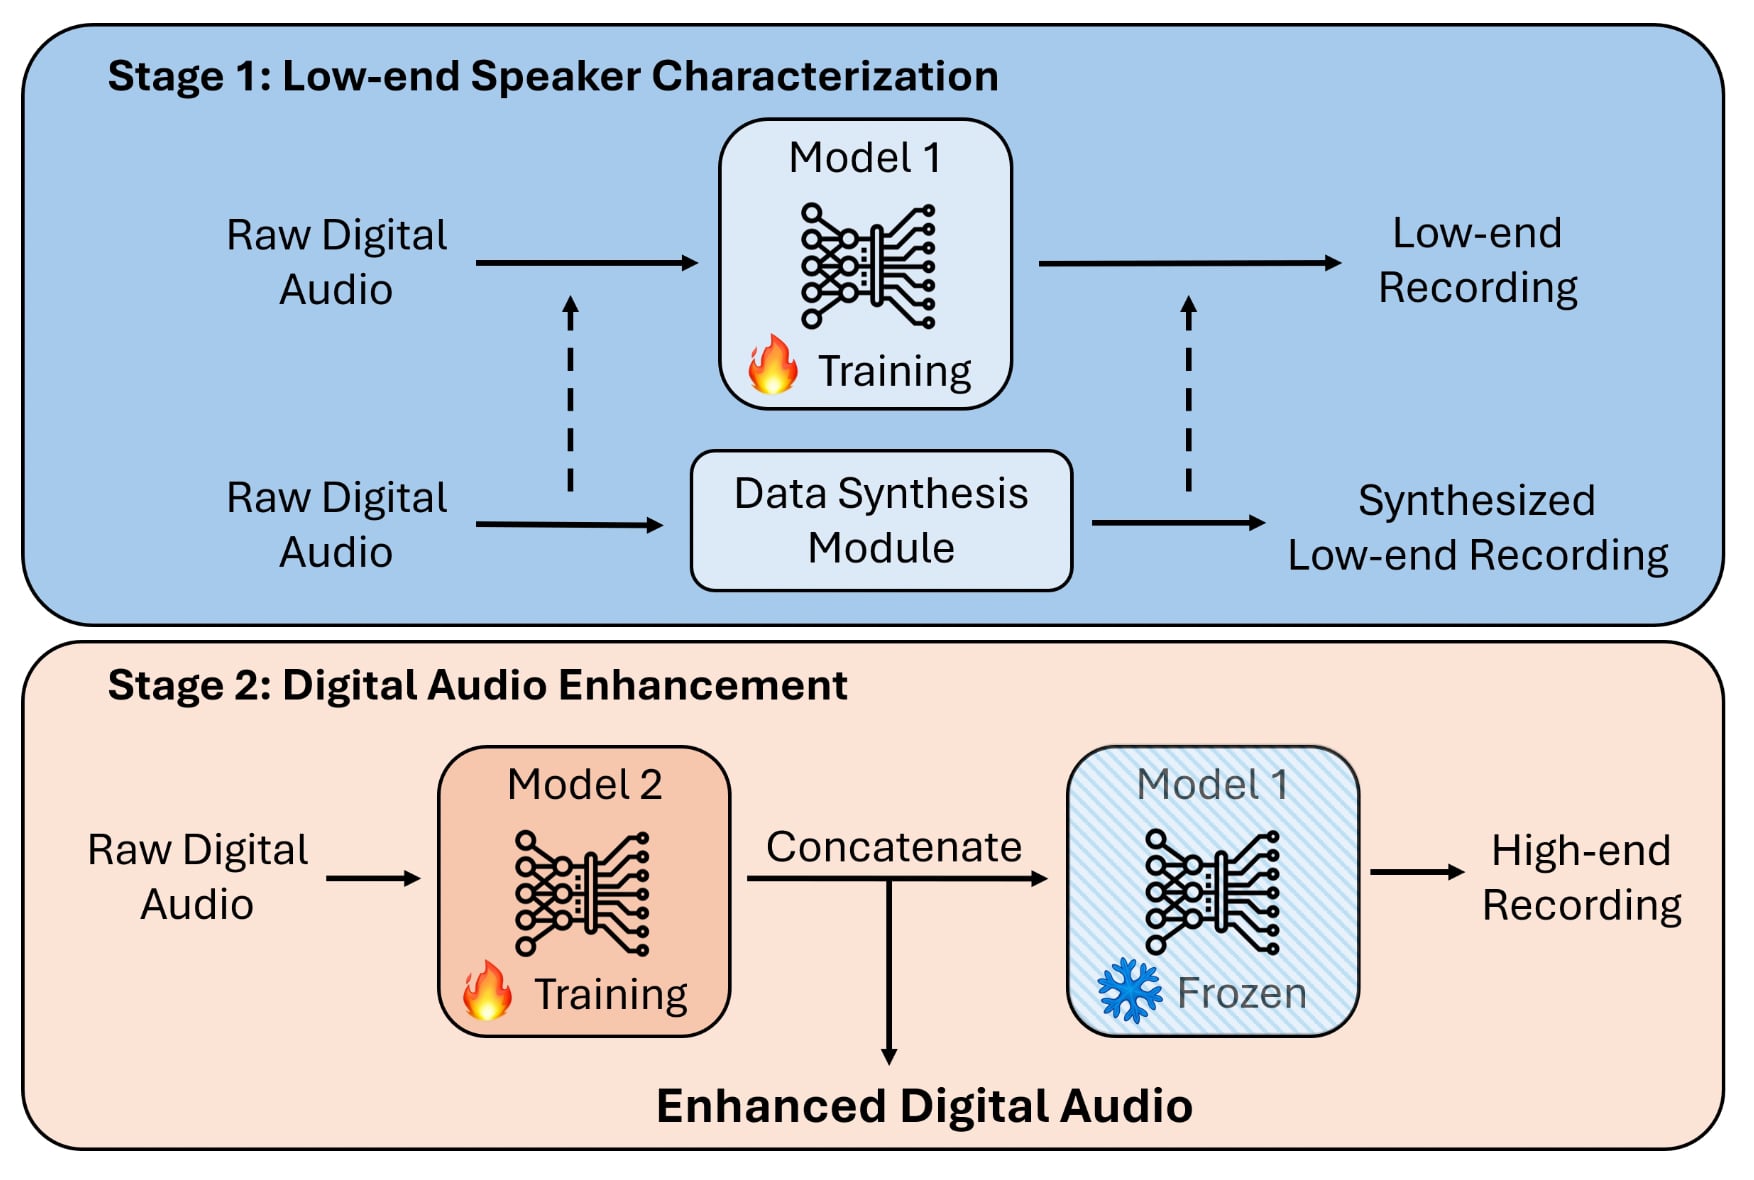 Stage 1: Low-end Speaker Characterization
Model 1
Raw Digital
Audio
Low-end
Recording
Training
Raw Digital
Audio
Data Synthesis
Module
Synthesized
Low-end Recording
Stage 2: Digital Audio Enhancement
Model 2
Model 1
Raw Digital
Audio
Concatenate
High-end
Recording
Training
Frozen
Enhanced Digital Audio